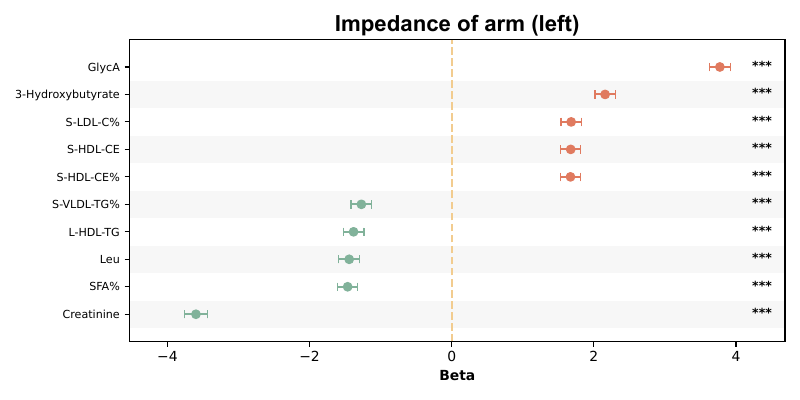 Impedance of arm (left)
GlycA ***
3-Hydroxybutyrate ***
S-LDL-C% ***
S-HDL-CE ***
S-HDL-CE% ***
S-VLDL-TG% ***
L-HDL-TG ***
Leu ***
SFA% ***
Creatinine ***
−4 −2 0 2 4
Beta